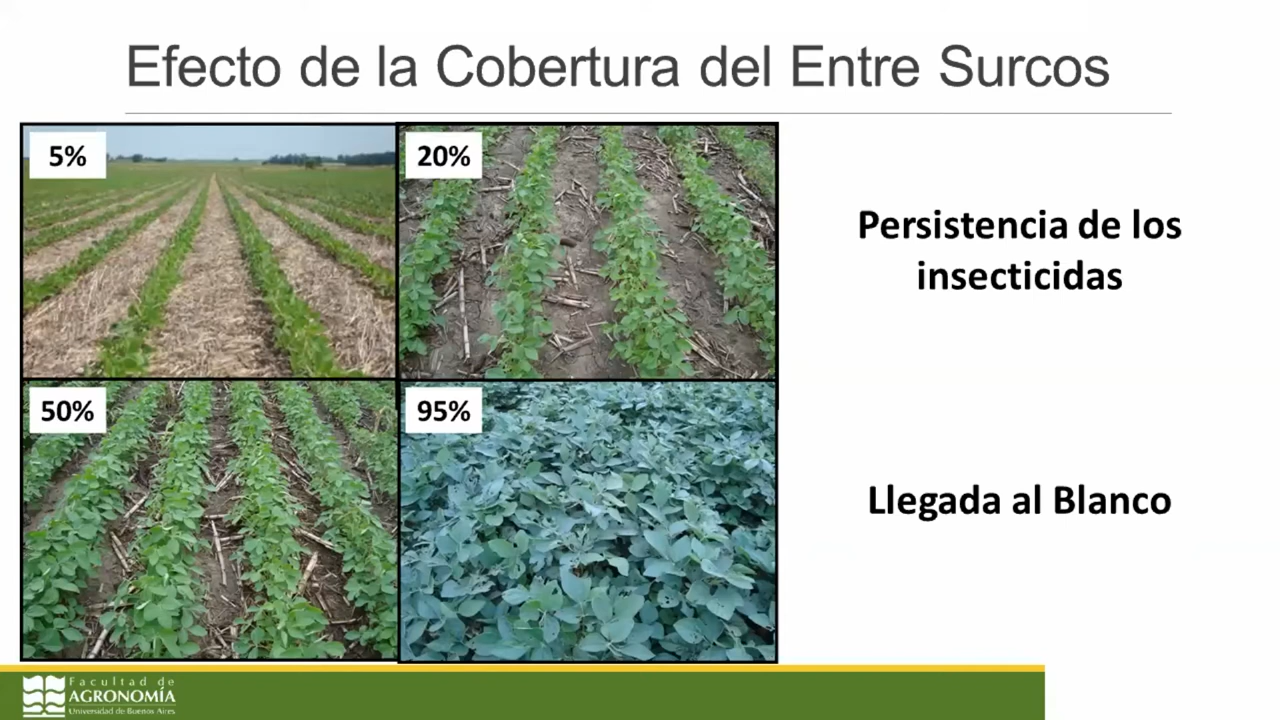 Efecto de la Cobertura del Entre Surcos
5%
20%
50%
95%
Persistencia de los
insecticidas
Llegada al Blanco
Facultad de
AGRONOMÍA
Universidad de Buenos Aires